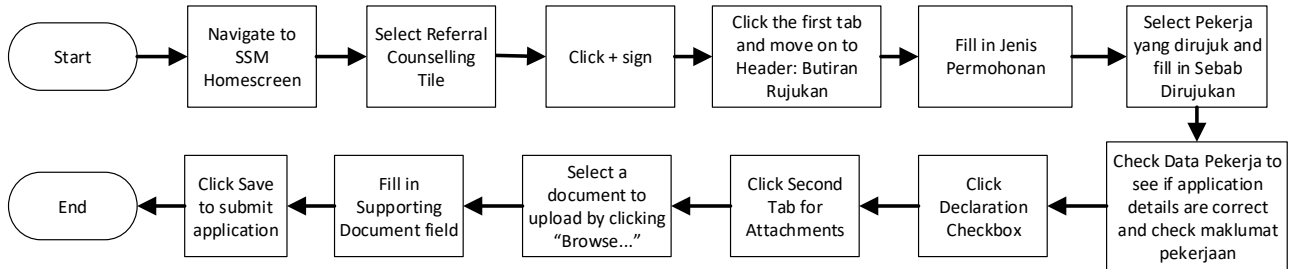 Start
Navigate to
SSM
Homescreen
Select Referral
Counselling
Tile
Click + sign
Click the first tab
and move on to
Header: Butiran
Rujukan
Fill in Jenis
Permohonan
Select Pekerja
yang dirujuk and
fill in Sebab
Dirujukan
Check Data Pekerja to
see if application
details are correct
and check maklumat
pekerjaan
Click
Declaration
Checkbox
Click Second
Tab for
Attachments
Select a
document to
upload by clicking
“Browse...”
Fill in
Supporting
Document field
Click Save
to submit
application
End